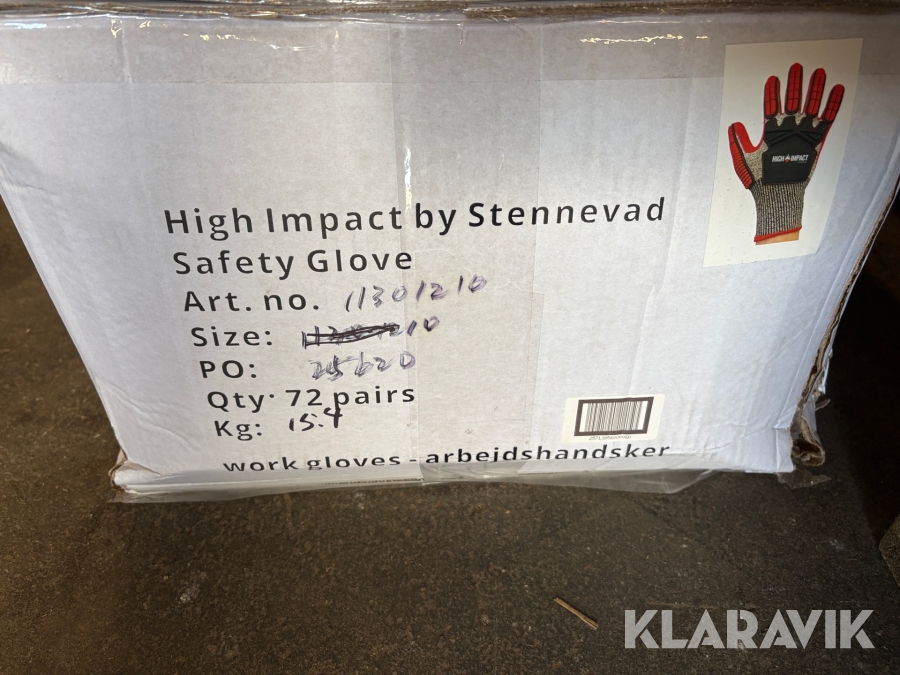 HIGH IMPACT
High Impact by Stennevad
Safety Glove
Art. no. 11301210
Size: 10
PO: 25620
Qty: 72 pairs
Kg: 15.4
work gloves - arbeidshandsker
KLARAVIK